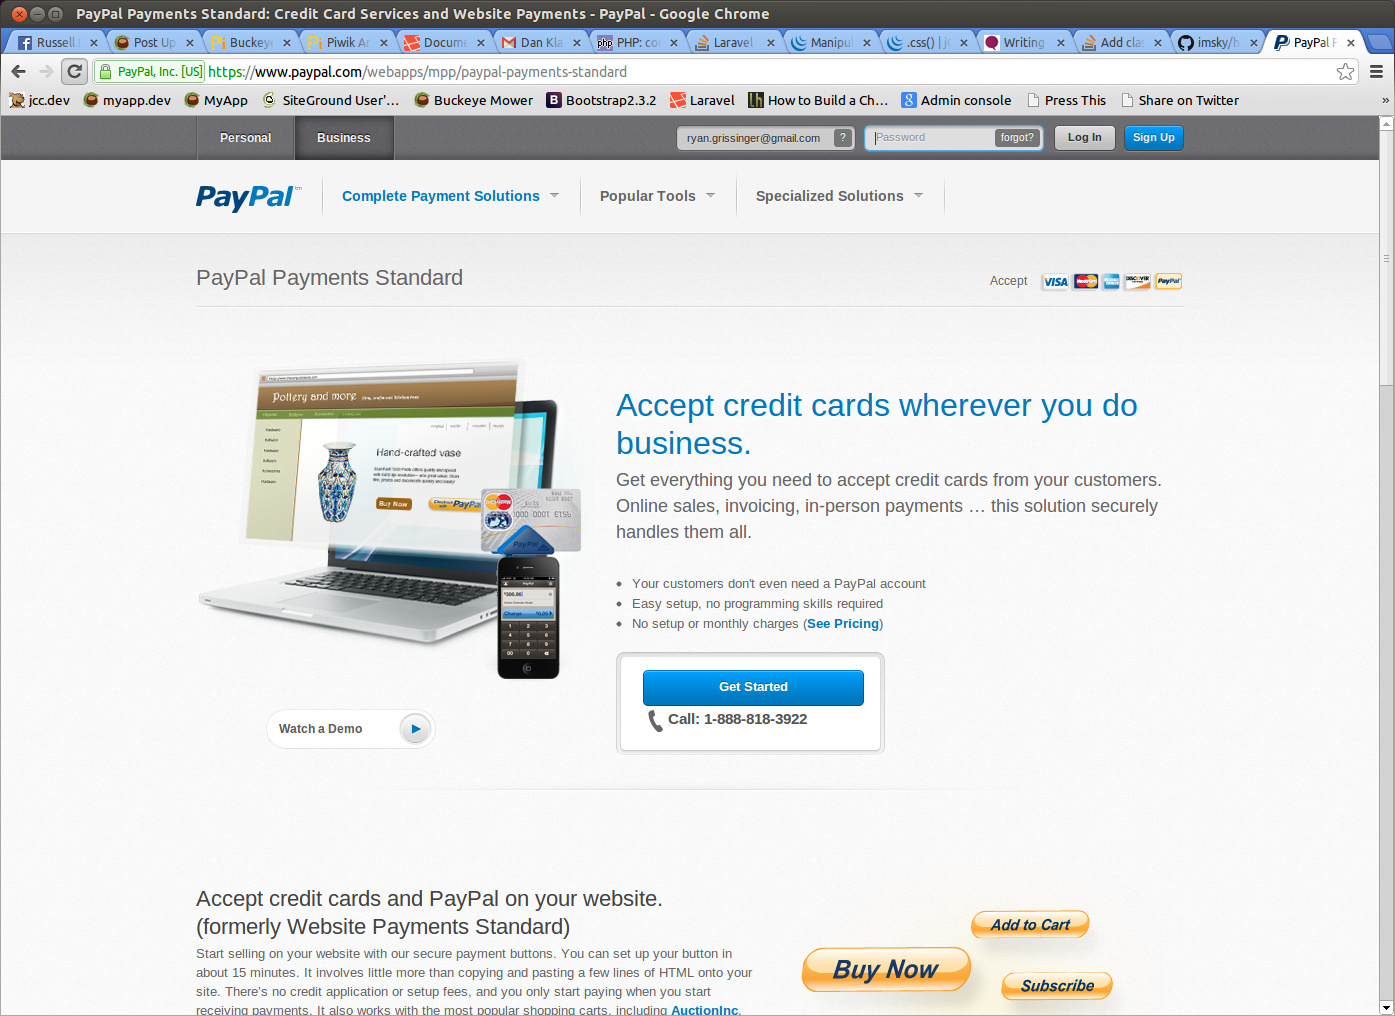 PayPal Payments Standard: Credit Card Services and Website Payments - PayPal - Google Chrome
Russell
Post Up
Buckeye
Piwik An
Docume
Dan Kla
PHP: co
Laravel
Manipul
.css() | j
Writing
Add clas
imsky/h
PayPal P
PayPal, Inc. [US] https://www.paypal.com/webapps/mpp/paypal-payments-standard
jcc.dev myapp.dev MyApp SiteGround User'... Buckeye Mower Bootstrap2.3.2 Laravel How to Build a Ch... Admin console Press This Share on Twitter »
Personal Business ryan.grissinger@gmail.com ? Password forgot? Log In Sign Up
PayPal™ Complete Payment Solutions Popular Tools Specialized Solutions
PayPal Payments Standard
Accept VISA MasterCard DISCOVER PayPal
Pottery and more
Hand-crafted vase
Buy Now
PayPal
Charge
Accept credit cards wherever you do
business.
Get everything you need to accept credit cards from your customers.
Online sales, invoicing, in-person payments … this solution securely
handles them all.
Your customers don't even need a PayPal account
Easy setup, no programming skills required
No setup or monthly charges (See Pricing)
Get Started
Call: 1-888-818-3922
Watch a Demo
Accept credit cards and PayPal on your website.
(formerly Website Payments Standard)
Start selling on your website with our secure payment buttons. You can set up your button in
about 15 minutes. It involves little more than copying and pasting a few lines of HTML onto your
site. There's no credit application or setup fees, and you only start paying when you start
receiving payments. It also works with the most popular shopping carts, including AuctionInc,
Add to Cart
Buy Now
Subscribe